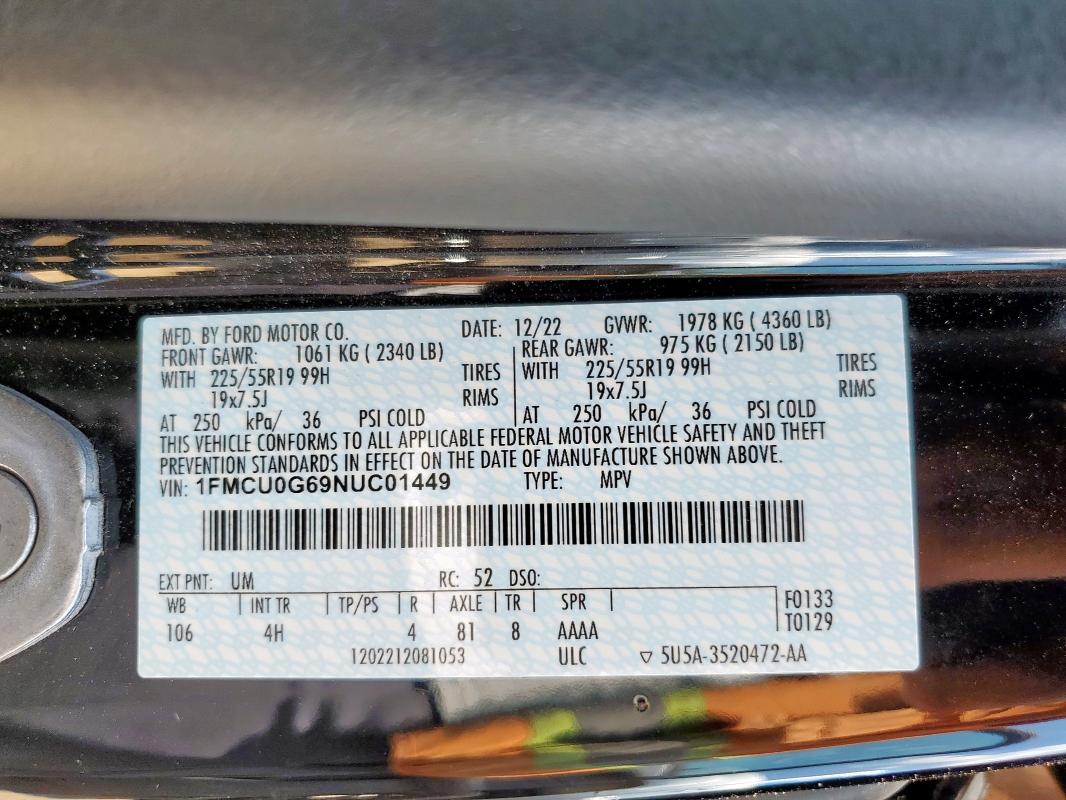 MFD. BY FORD MOTOR CO. DATE: 12/22 GVWR: 1978 KG ( 4360 LB)
FRONT GAWR: 1061 KG ( 2340 LB) REAR GAWR: 975 KG ( 2150 LB)
WITH 225/55R19 99H TIRES WITH 225/55R19 99H TIRES
19x7.5J RIMS 19x7.5J RIMS
AT 250 kPa/ 36 PSI COLD AT 250 kPa/ 36 PSI COLD
THIS VEHICLE CONFORMS TO ALL APPLICABLE FEDERAL MOTOR VEHICLE SAFETY AND THEFT
PREVENTION STANDARDS IN EFFECT ON THE DATE OF MANUFACTURE SHOWN ABOVE.
VIN: 1FMCU0G69NUC01449 TYPE: MPV
EXT PNT: UM RC: 52 DSO:
WB INT TR TP/PS R AXLE TR SPR F0133
106 4H 4 81 8 AAAA T0129
1202212081053 ULC ▽ 5U5A-3520472-AA